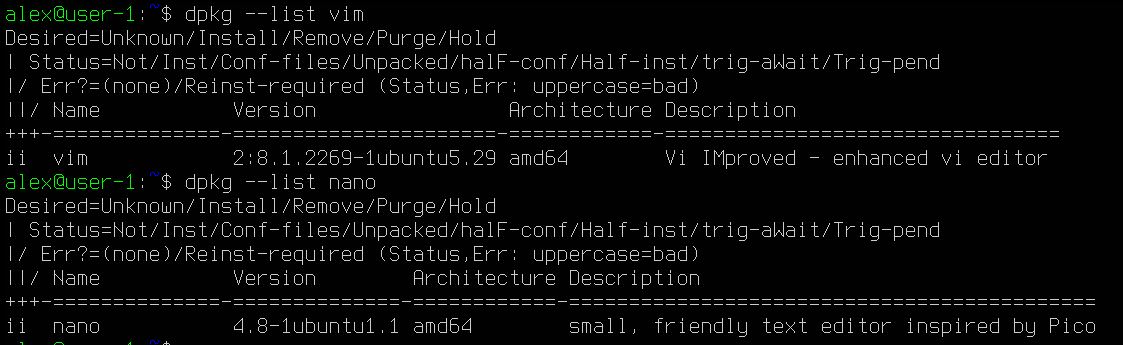 alex@user-1:~$ dpkg --list vim
Desired=Unknown/Install/Remove/Purge/Hold
| Status=Not/Inst/Conf-files/Unpacked/halF-conf/Half-inst/trig-aWait/Trig-pend
|/ Err?=(none)/Reinst-required (Status,Err: uppercase=bad)
||/ Name           Version                Architecture Description
+++-==============-======================-============-=================================
ii  vim            2:8.1.2269-1ubuntu5.29 amd64        Vi IMproved - enhanced vi editor
alex@user-1:~$ dpkg --list nano
Desired=Unknown/Install/Remove/Purge/Hold
| Status=Not/Inst/Conf-files/Unpacked/halF-conf/Half-inst/trig-aWait/Trig-pend
|/ Err?=(none)/Reinst-required (Status,Err: uppercase=bad)
||/ Name           Version        Architecture Description
+++-==============-==============-============-============================================
ii  nano           4.8-1ubuntu1.1 amd64        small, friendly text editor inspired by Pico
alex@user-1:~$